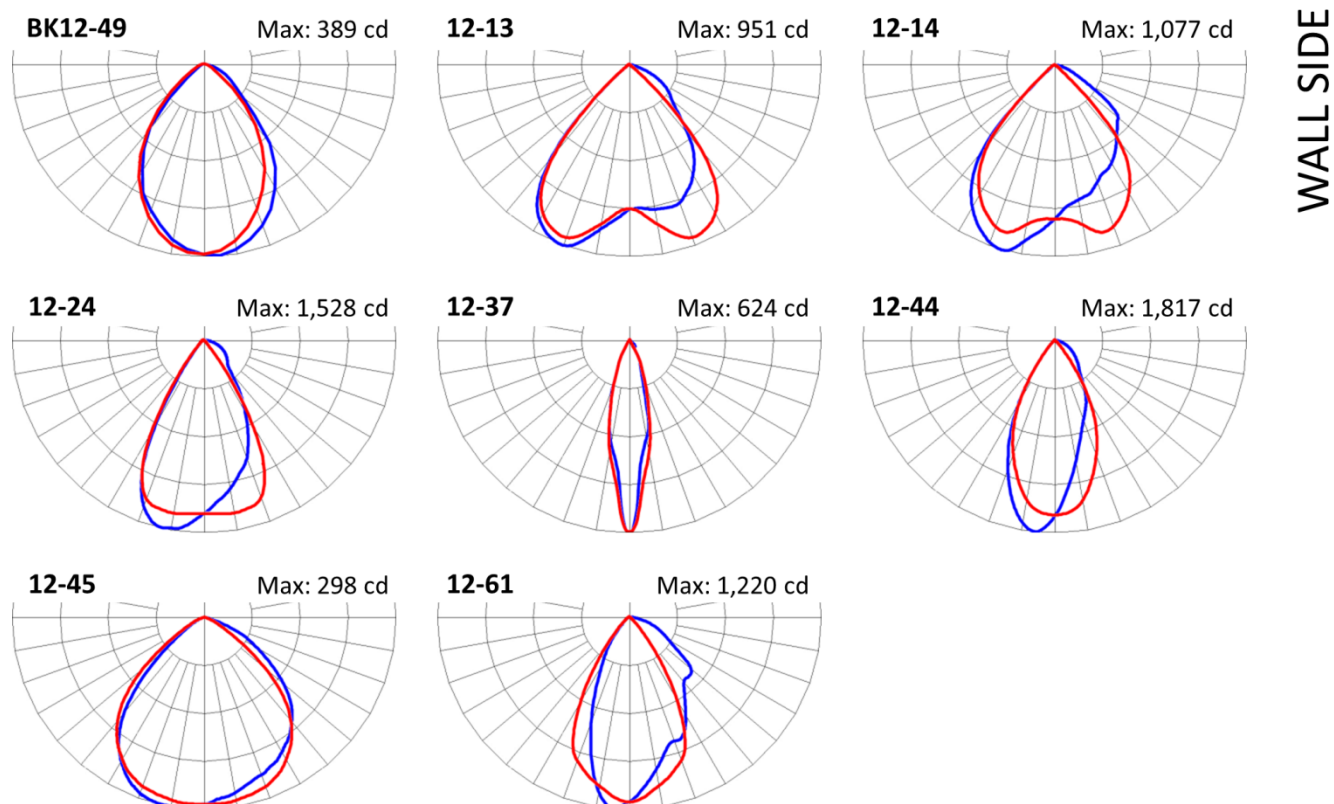 BK12-49 Max: 389 cd
12-13 Max: 951 cd
12-14 Max: 1,077 cd
WALL SIDE
12-24 Max: 1,528 cd
12-37 Max: 624 cd
12-44 Max: 1,817 cd
12-45 Max: 298 cd
12-61 Max: 1,220 cd